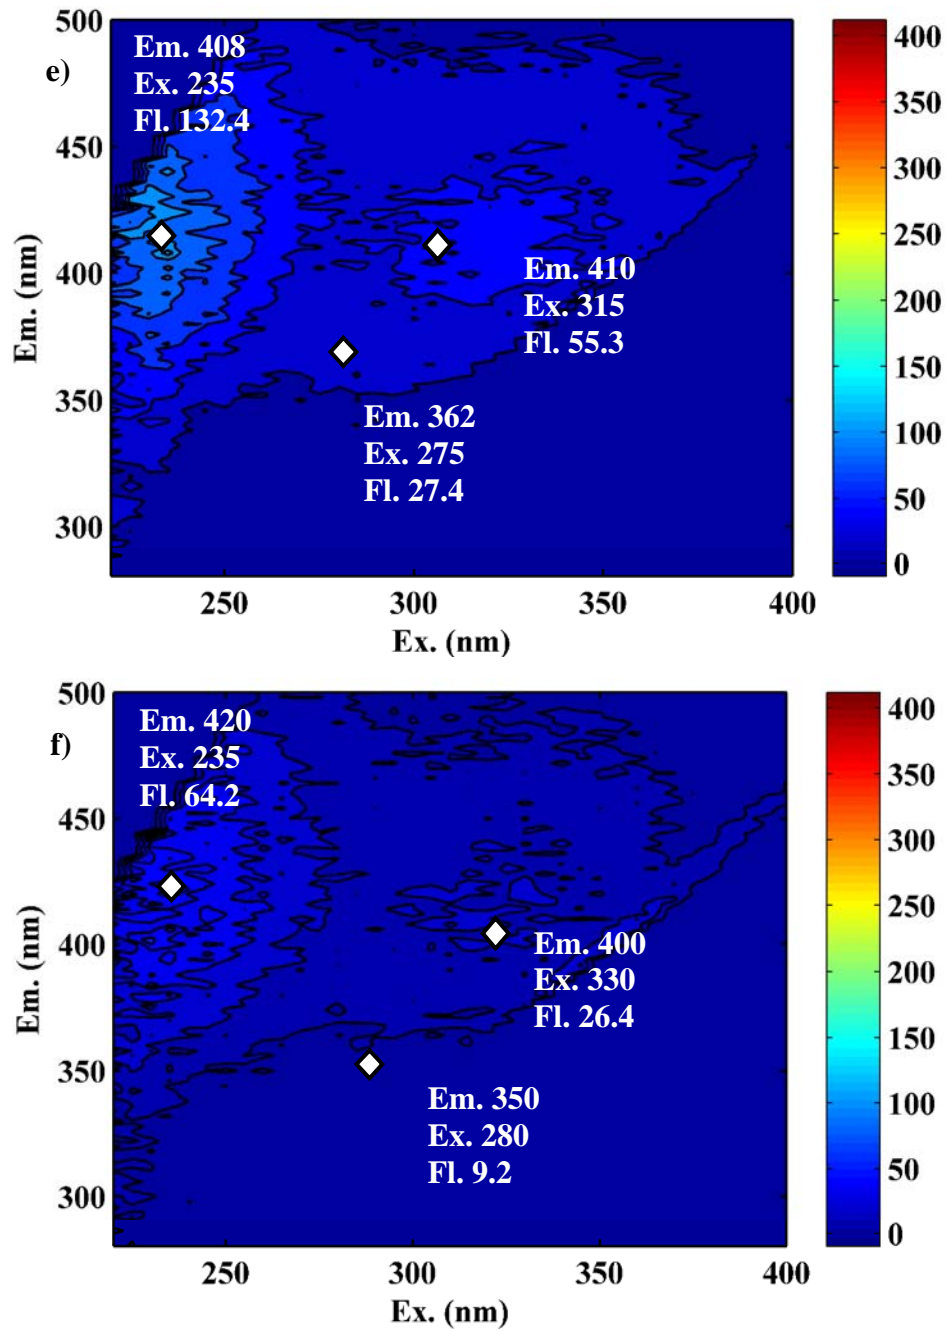 e)
Em. 408
Ex. 235
Fl. 132.4
Em. 410
Ex. 315
Fl. 55.3
Em. 362
Ex. 275
Fl. 27.4
500
450
400
350
300
Em. (nm)
250
300
350
400
Ex. (nm)
400
350
300
250
200
150
100
50
0
f)
Em. 420
Ex. 235
Fl. 64.2
Em. 400
Ex. 330
Fl. 26.4
Em. 350
Ex. 280
Fl. 9.2
500
450
400
350
300
Em. (nm)
250
300
350
400
Ex. (nm)
400
350
300
250
200
150
100
50
0